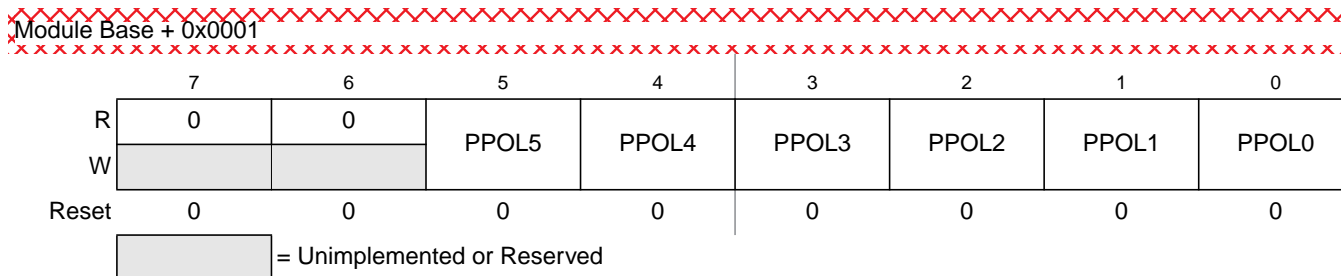 Module Base + 0x0001
7 6 5 4 3 2 1 0
R 0 0 PPOL5 PPOL4 PPOL3 PPOL2 PPOL1 PPOL0
W
Reset 0 0 0 0 0 0 0 0
= Unimplemented or Reserved